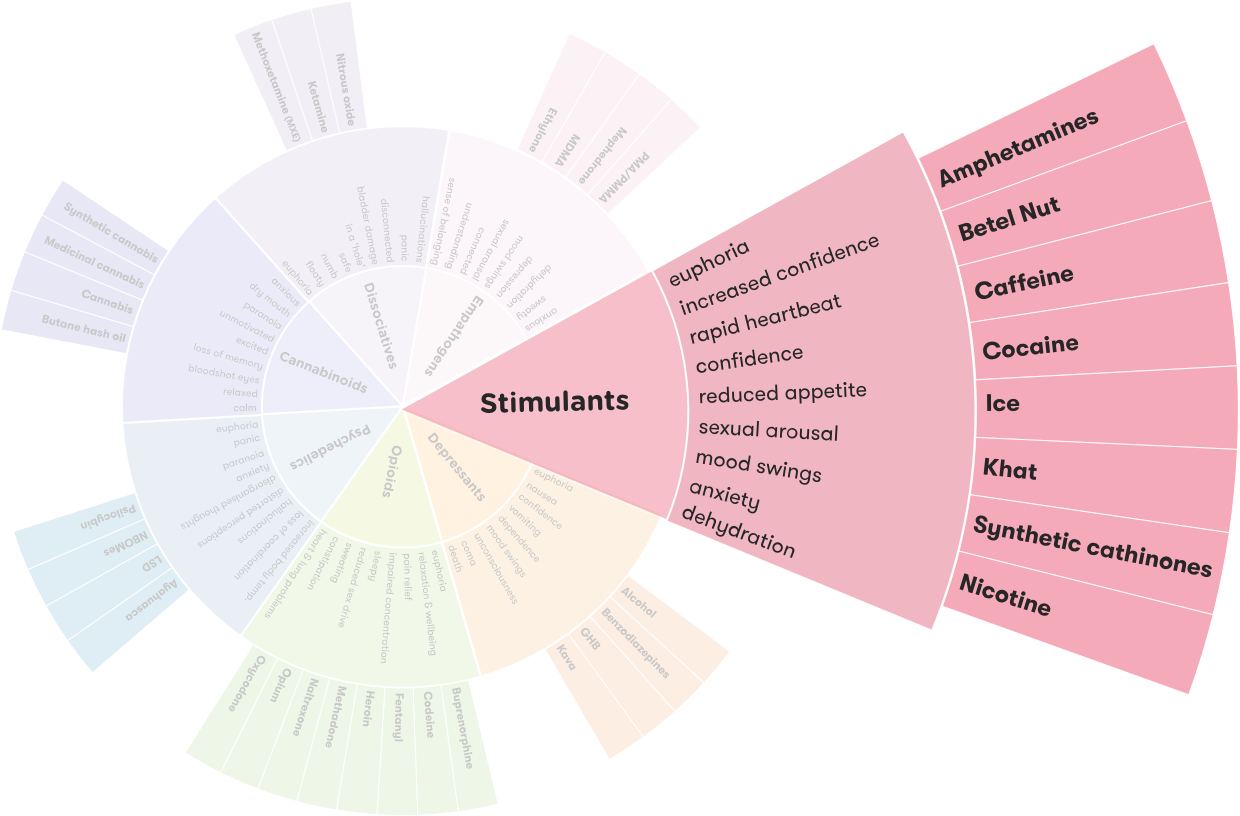 Stimulants
euphoria
increased confidence
rapid heartbeat
confidence
reduced appetite
sexual arousal
mood swings
anxiety
dehydration
Amphetamines
Betel Nut
Caffeine
Cocaine
Ice
Khat
Synthetic cathinones
Nicotine
Depressants
euphoria
nausea
confidence
vomiting
dependence
mood swings
unconsciousness
coma
death
Alcohol
Benzodiazepines
GHB
Kava
Opioids
euphoria
relaxation & wellbeing
pain relief
impaired concentration
sleepy
reduced sex drive
sweating
constipation
heart & lung problems
Buprenorphine
Codeine
Fentanyl
Heroin
Methadone
Naltrexone
Opium
Oxycodone
Psychedelics
euphoria
panic
paranoia
anxiety
disorganised thoughts
distorted perceptions
hallucinations
loss of coordination
increased body temp.
Psilocybin
NBOMes
LSD
Ayahuasca
Cannabinoids
anxious
dry mouth
paranoia
unmotivated
excited
loss of memory
bloodshot eyes
relaxed
calm
Synthetic cannabis
Medicinal cannabis
Cannabis
Butane hash oil
Dissociatives
euphoria
floaty
numb
safe
in a 'hole'
bladder damage
disconnected
panic
hallucinations
Methoxetamine (MXE)
Ketamine
Nitrous oxide
Empathogens
sense of belonging
understanding
connected
sexual arousal
mood swings
depression
dehydration
sweaty
anxious
Ethylone
MDMA
Mephedrone
PMA/PMMA